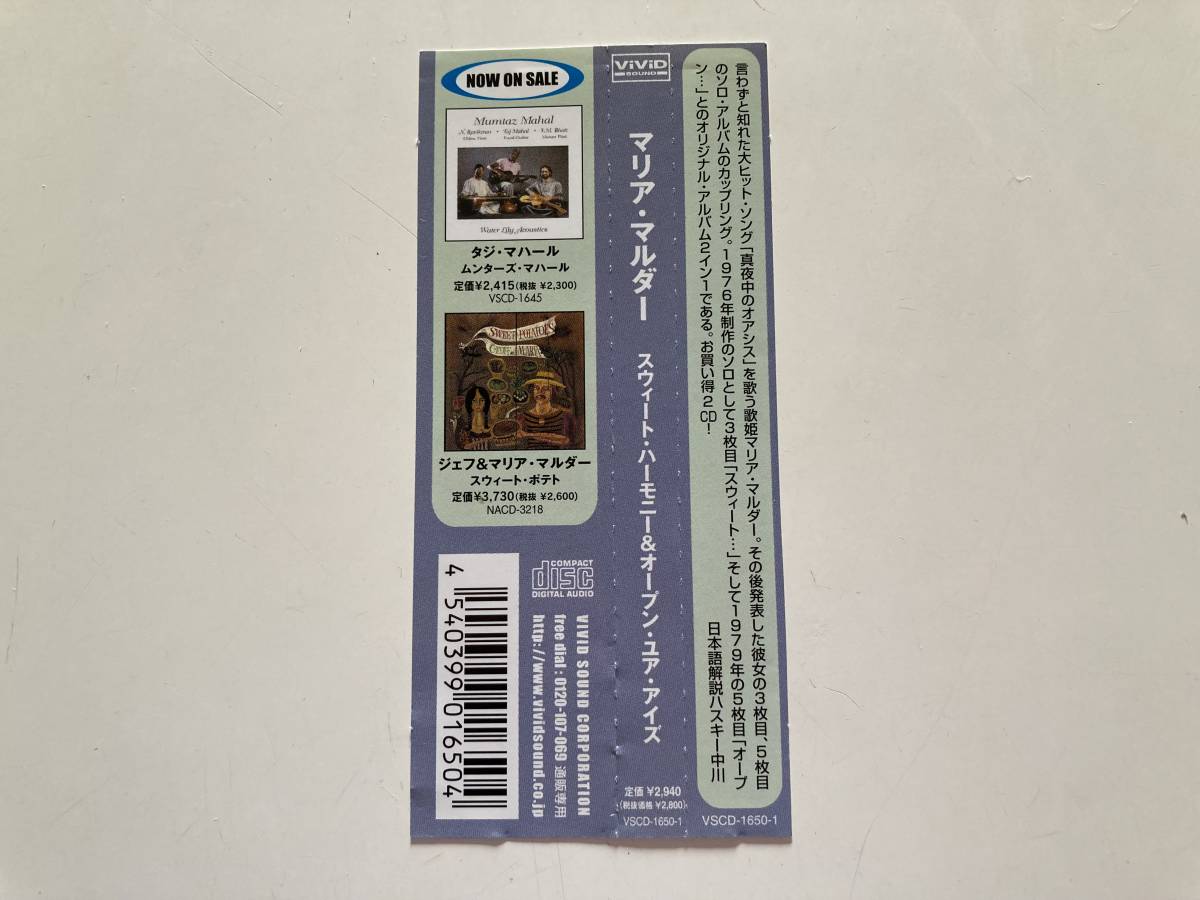 ViViD
SOUND
言わずと知れた大ヒット・ソング「真夜中のオアシス」を歌う歌姫マリア・マルダー。その後発表した彼女の3枚目、5枚目
のソロ・アルバムのカップリング。1976年制作のソロとして3枚目「スウィート…」そして1979年の5枚目「オープ
ン…」とのオリジナル・アルバム2イン1である。お買い得2CD!
日本語解説ハスキー中川
VSCD-1650-1
マリア・マルダー
スウィート・ハーモニー&オープン・ユア・アイズ
定価 ¥2,940
(税抜価格 ¥2,800)
VSCD-1650-1
NOW ON SALE
Mumtaz Mahal
N. Ravikiran • Taj Mahal • V.M. Bhatt
Water Lily Acoustics
タジ・マハール
ムンターズ・マハール
定価¥2,415(税抜 ¥2,300)
VSCD-1645
SWEET POTATOES
ジェフ&マリア・マルダー
スウィート・ポテト
定価¥3,730(税抜 ¥2,600)
NACD-3218
COMPACT
disc
DIGITAL AUDIO
VIVID SOUND CORPORATION
free dial : 0120-107-069 通販専用
http://www.vividsound.co.jp
4 540399 016504